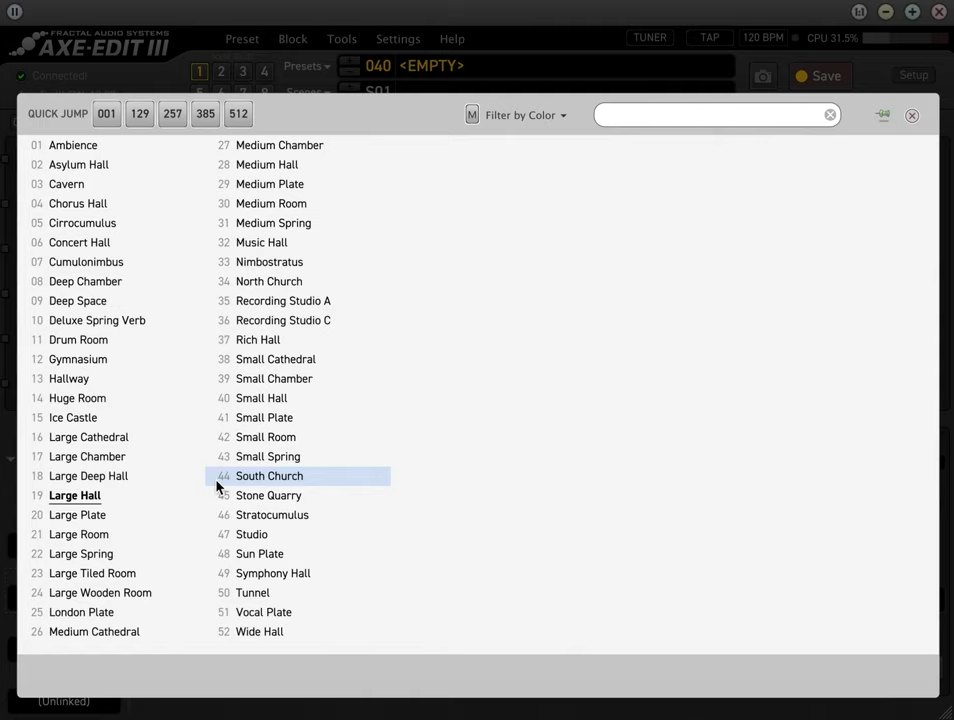 FRACTAL AUDIO SYSTEMS
AXE-EDIT III
Preset Block Tools Settings Help
TUNER TAP 120 BPM CPU 31.5%
1:1
Connected!
1 2 3 4
Presets
040 <EMPTY>
Save
Setup
QUICK JUMP 001 129 257 385 512
M Filter by Color
01 Ambience
02 Asylum Hall
03 Cavern
04 Chorus Hall
05 Cirrocumulus
06 Concert Hall
07 Cumulonimbus
08 Deep Chamber
09 Deep Space
10 Deluxe Spring Verb
11 Drum Room
12 Gymnasium
13 Hallway
14 Huge Room
15 Ice Castle
16 Large Cathedral
17 Large Chamber
18 Large Deep Hall
19 Large Hall
20 Large Plate
21 Large Room
22 Large Spring
23 Large Tiled Room
24 Large Wooden Room
25 London Plate
26 Medium Cathedral
27 Medium Chamber
28 Medium Hall
29 Medium Plate
30 Medium Room
31 Medium Spring
32 Music Hall
33 Nimbostratus
34 North Church
35 Recording Studio A
36 Recording Studio C
37 Rich Hall
38 Small Cathedral
39 Small Chamber
40 Small Hall
41 Small Plate
42 Small Room
43 Small Spring
44 South Church
45 Stone Quarry
46 Stratocumulus
47 Studio
48 Sun Plate
49 Symphony Hall
50 Tunnel
51 Vocal Plate
52 Wide Hall
(Unlinked)